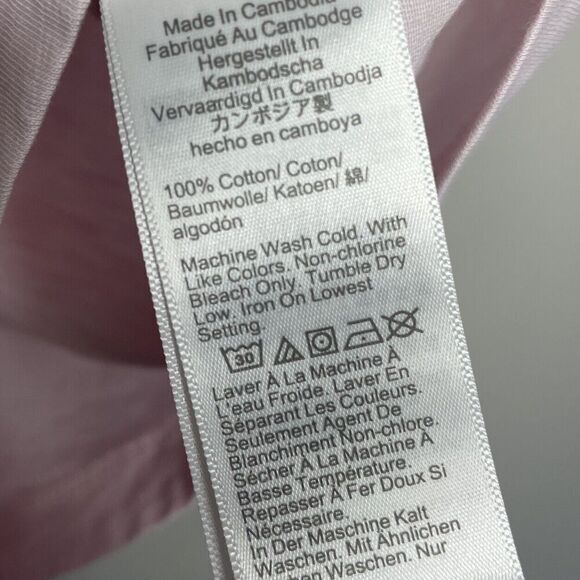 Made In Cambodia
Fabriqué Au Cambodge
Hergestellt In
Kambodscha
Vervaardigd In Cambodja
カンボジア製
hecho en camboya
100% Cotton/ Coton/
Baumwolle/ Katoen/ 綿/
algodón
Machine Wash Cold. With
Like Colors. Non-chlorine
Bleach Only. Tumble Dry
Low. Iron On Lowest
Setting.
30
Laver À La Machine À
L'eau Froide. Laver En
Séparant Les Couleurs.
Seulement Agent De
Blanchiment Non-chlore.
Sécher À La Machine À
Basse Température.
Repasser À Fer Doux Si
Nécessaire.
In Der Maschine Kalt
Waschen. Mit Ähnlichen
Waschen. Nur